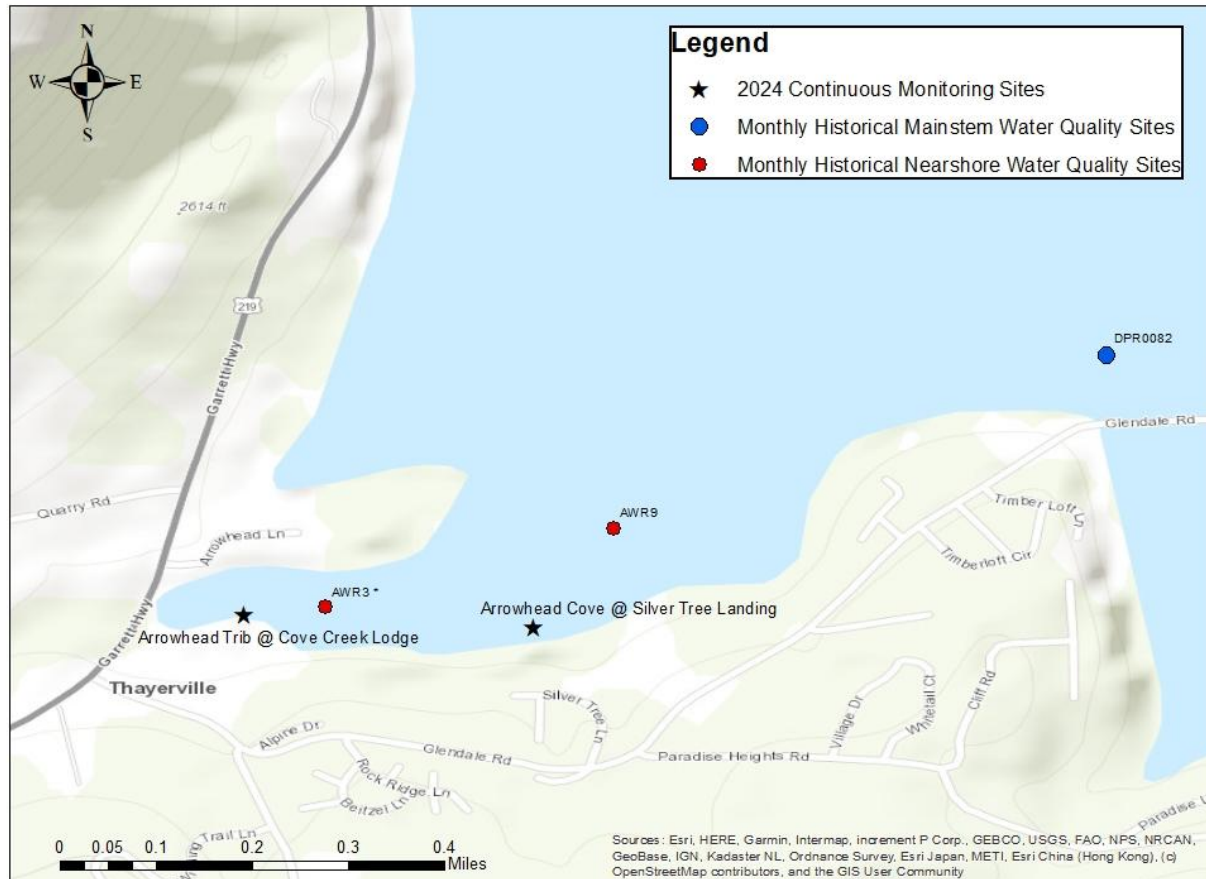 N
W E
S
Legend
2024 Continuous Monitoring Sites
Monthly Historical Mainstem Water Quality Sites
Monthly Historical Nearshore Water Quality Sites
2614 ft
219
Garrett Hwy
DPR0082
Glendale Rd
Quarry Rd
Arrowhead Ln
AWR9
Timber Loft Ln
Timberloft Cir
AWR3 *
Garrett Hwy
Arrowhead Cove @ Silver Tree Landing
Arrowhead Trib @ Cove Creek Lodge
Thayerville
Silver Tree Ln
Village Dr
Whitetail Ct
Cliff Rd
Alpine Dr
Glendale Rd
Paradise Heights Rd
Rock Ridge Ln
Beitzel Ln
Trail Ln
Paradise
0 0.05 0.1 0.2 0.3 0.4
Miles
Sources: Esri, HERE, Garmin, Intermap, increment P Corp., GEBCO, USGS, FAO, NPS, NRCAN,
GeoBase, IGN, Kadaster NL, Ordnance Survey, Esri Japan, METI, Esri China (Hong Kong), (c)
OpenStreetMap contributors, and the GIS User Community